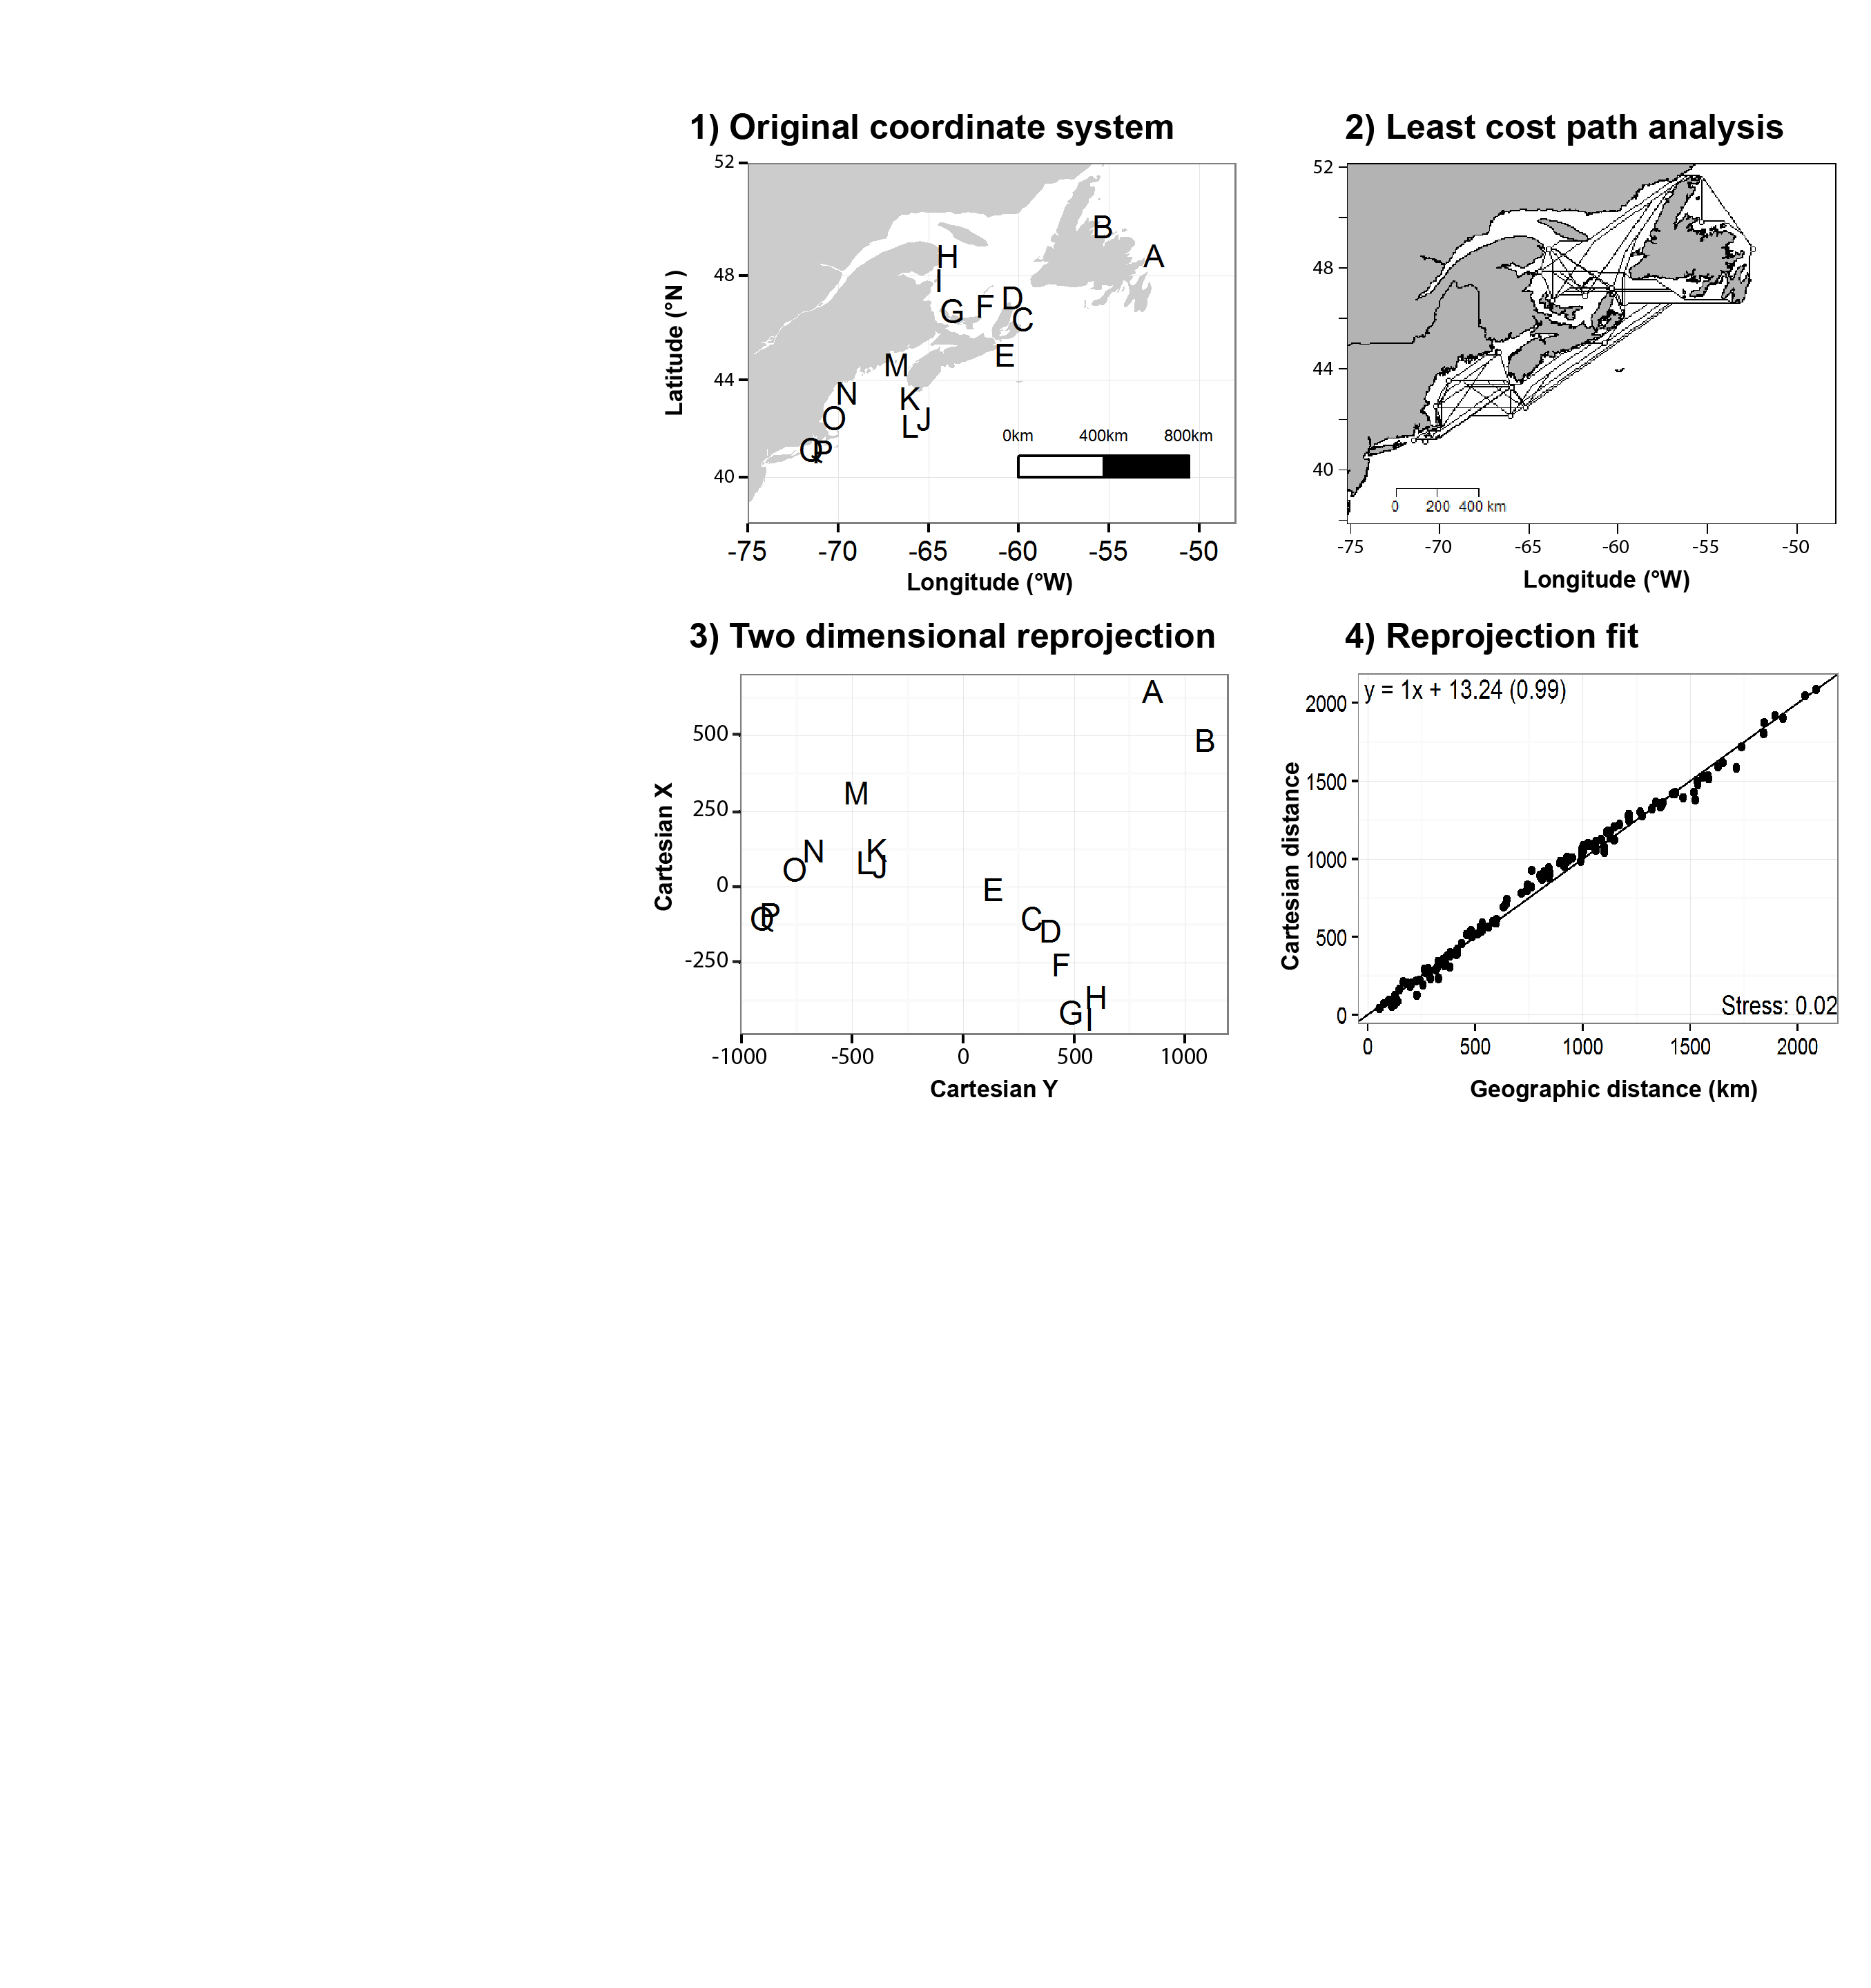 1) Original coordinate system
52
48
44
40
Latitude (°N )
A
B
C
D
E
F
G
H
I
J
K
L
M
N
O
P
Q
0km 400km 800km
-75 -70 -65 -60 -55 -50
Longitude (°W)
2) Least cost path analysis
52
48
44
40
0 200 400 km
-75 -70 -65 -60 -55 -50
Longitude (°W)
3) Two dimensional reprojection
500
250
0
-250
Cartesian X
A
B
M
N
K
O
L
J
E
P
Q
C
D
F
H
G
I
-1000 -500 0 500 1000
Cartesian Y
4) Reprojection fit
y = 1x + 13.24 (0.99)
2000
1500
1000
500
0
Cartesian distance
Stress: 0.02
0 500 1000 1500 2000
Geographic distance (km)